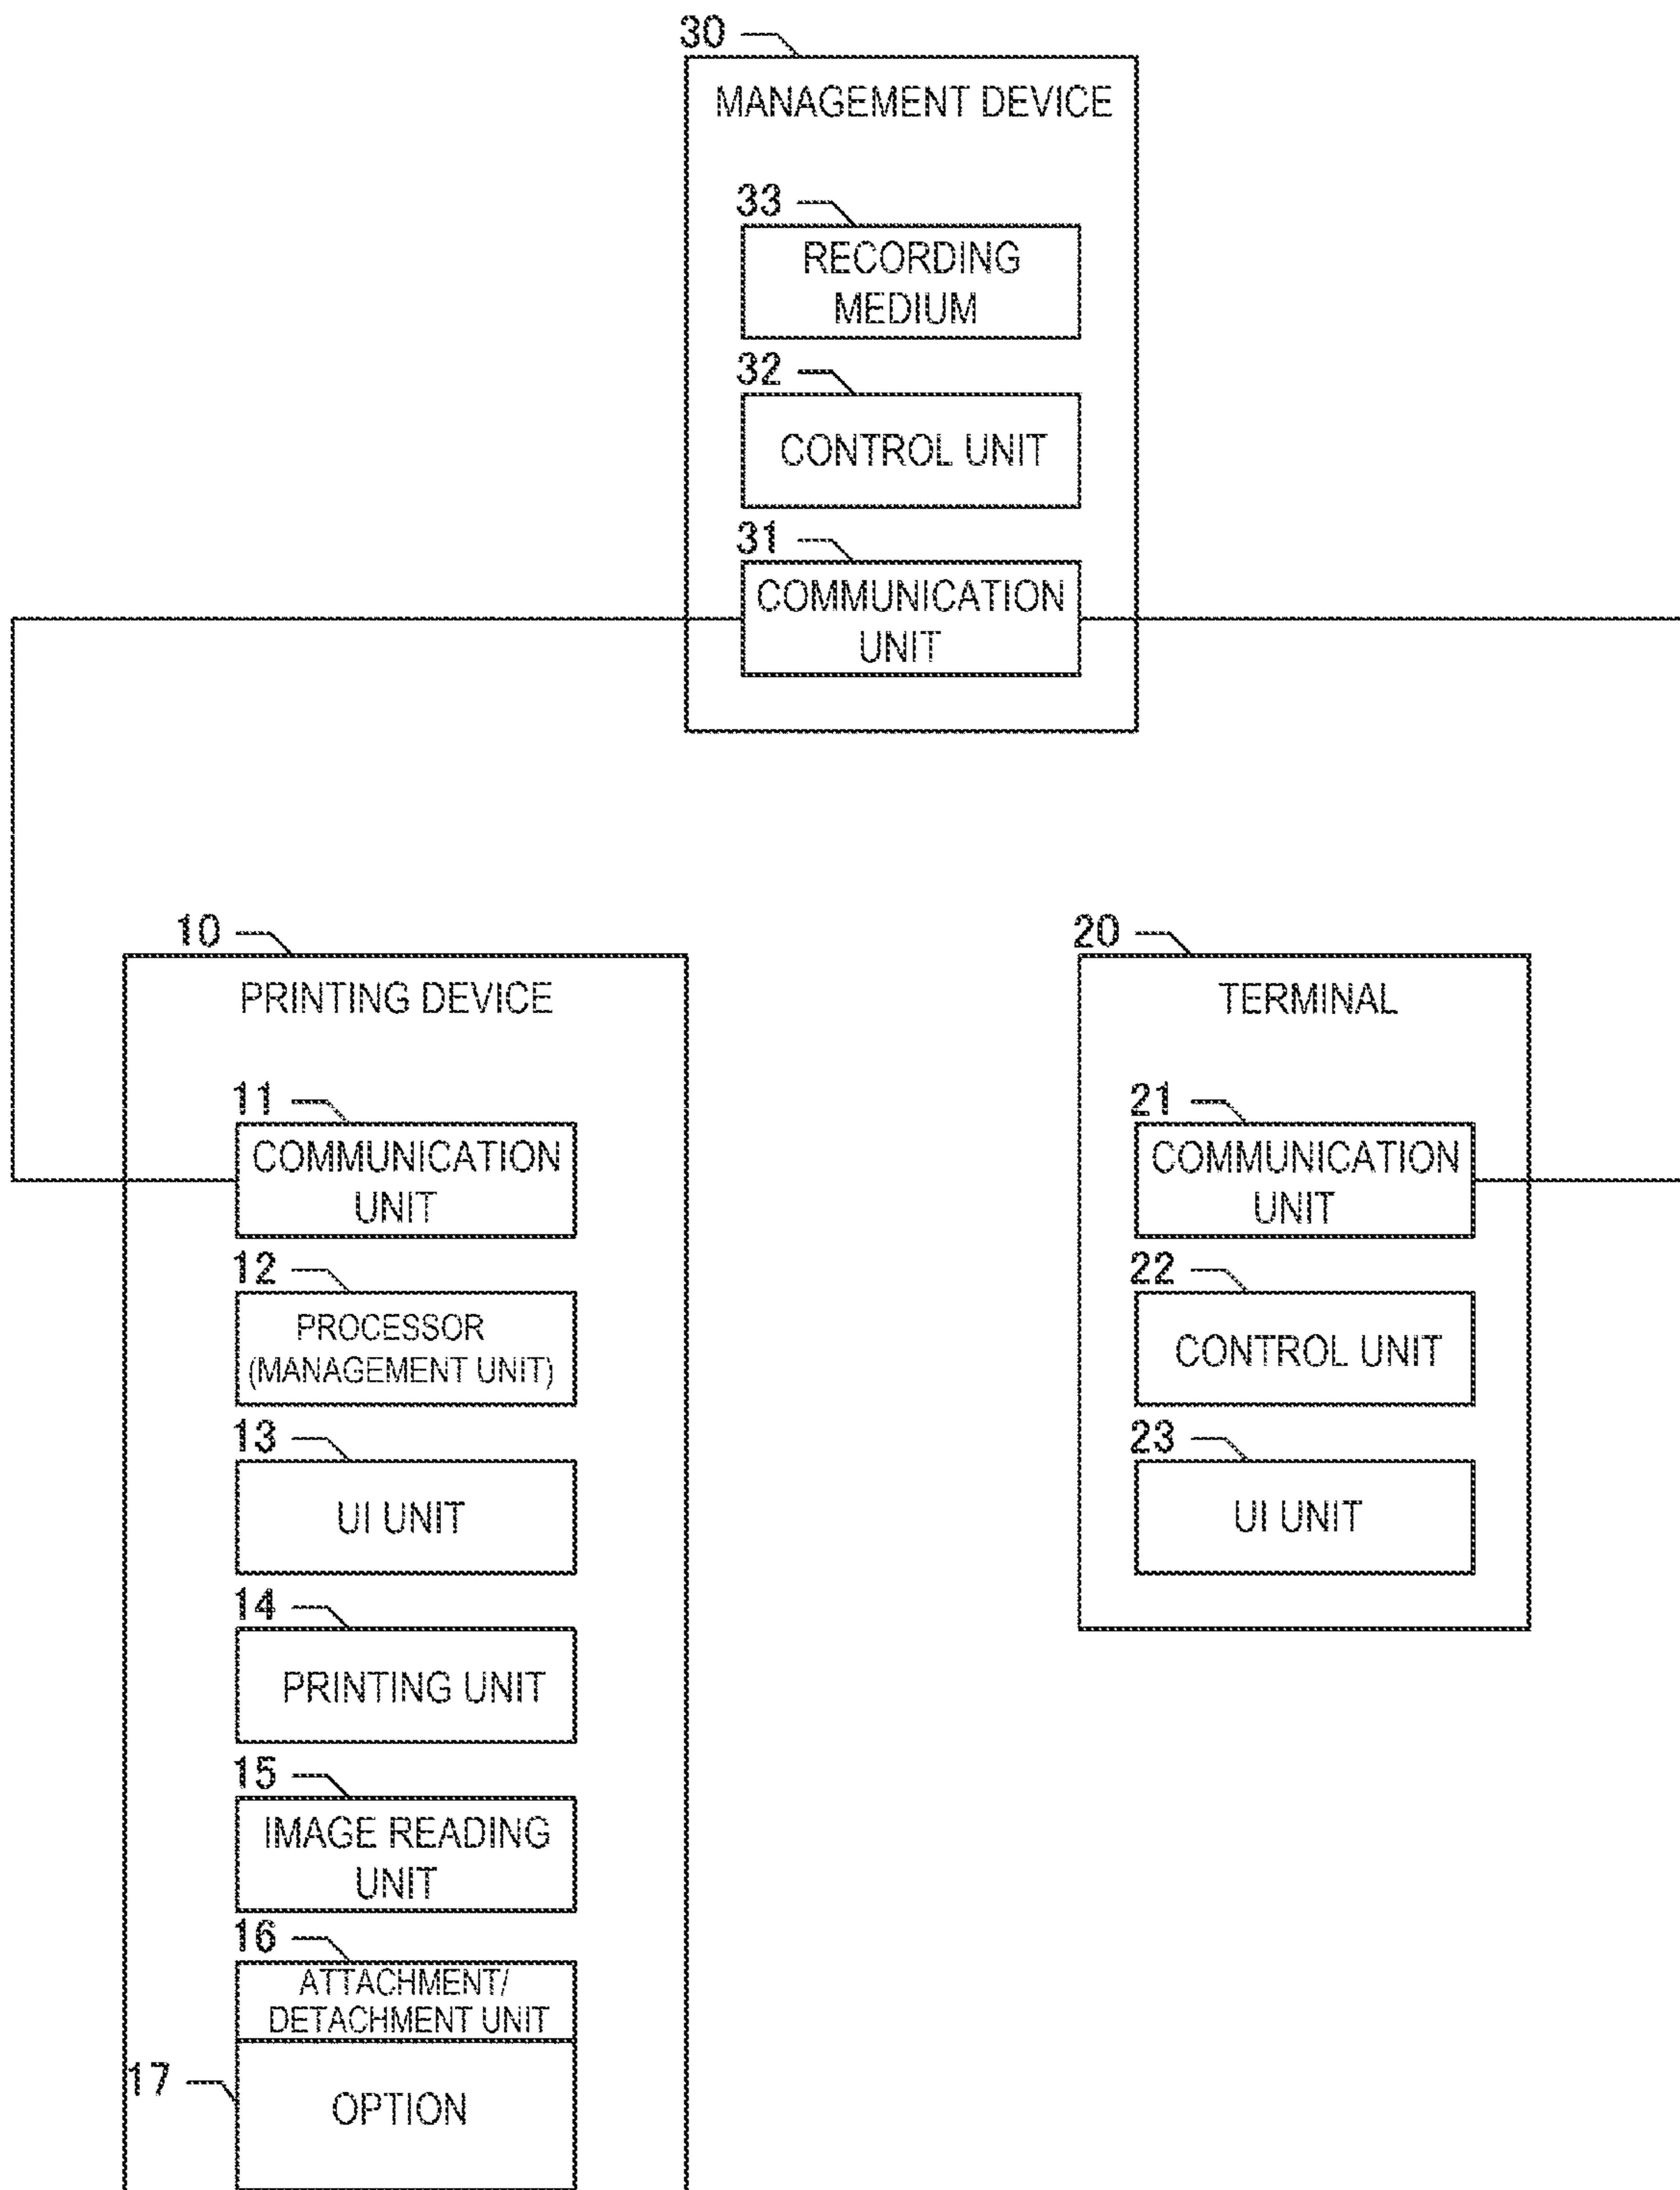 30
MANAGEMENT DEVICE
33
RECORDING
MEDIUM
32
CONTROL UNIT
31
COMMUNICATION
UNIT
10
PRINTING DEVICE
11
COMMUNICATION
UNIT
12
PROCESSOR
(MANAGEMENT UNIT)
13
UI UNIT
14
PRINTING UNIT
15
IMAGE READING
UNIT
16
ATTACHMENT/
DETACHMENT UNIT
17
OPTION
20
TERMINAL
21
COMMUNICATION
UNIT
22
CONTROL UNIT
23
UI UNIT